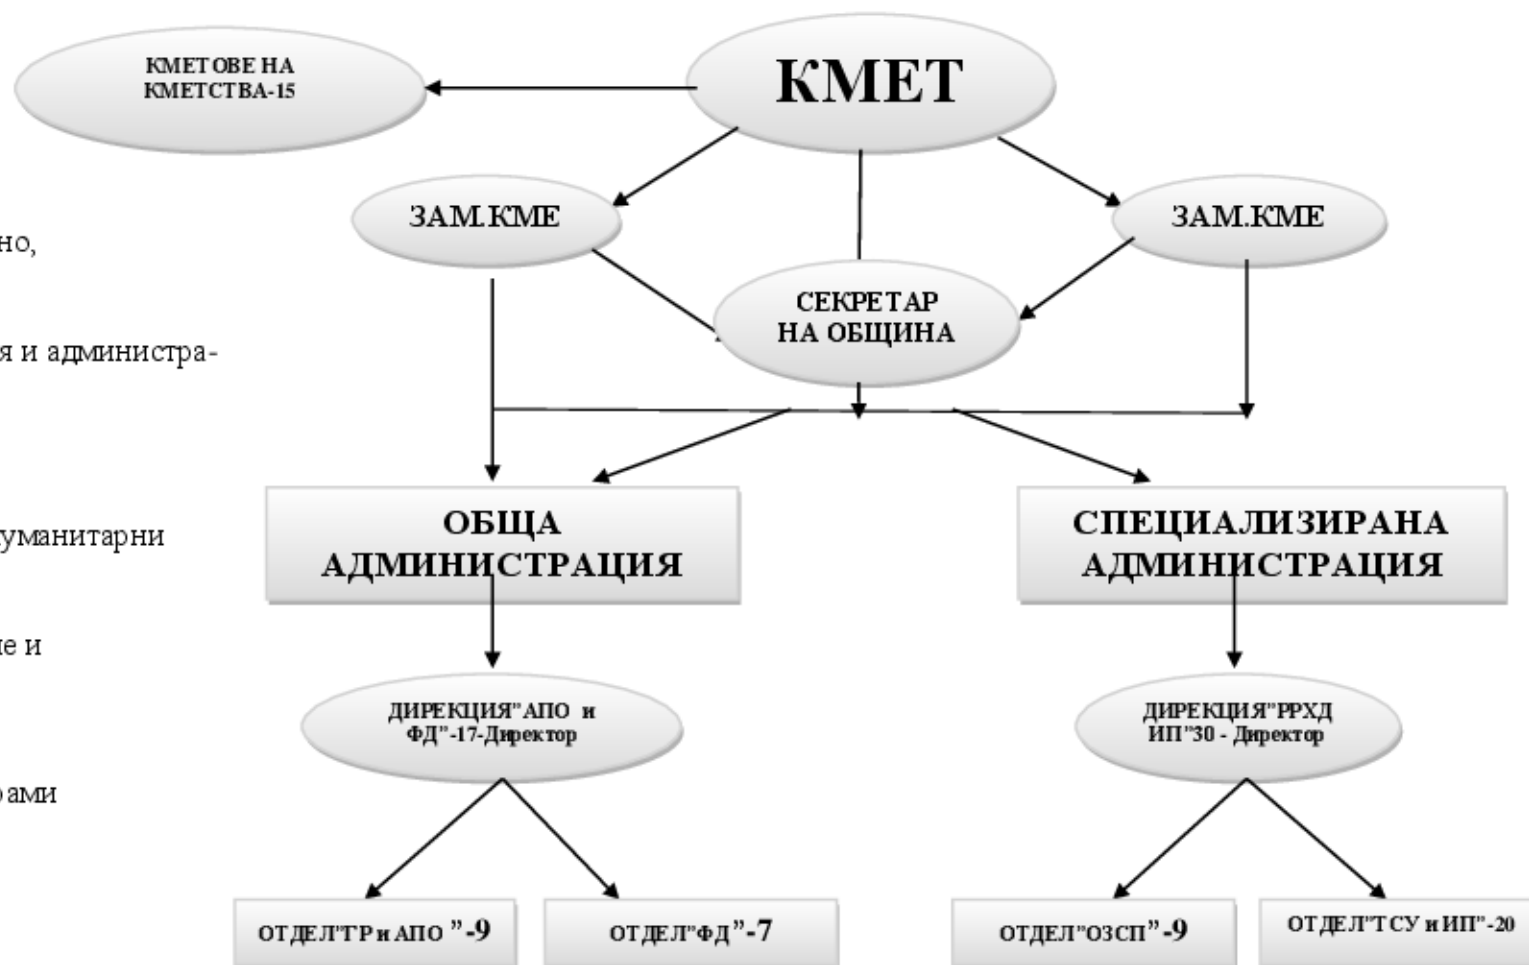 КМЕТОВЕ НА
КМЕТСТВА-15
КМЕТ
ЗАМ.КМЕ
ЗАМ.КМЕ
но,
СЕКРЕТАР
НА ОБЩИНА
я и администра-
ОБЩА
АДМИНИСТРАЦИЯ
СПЕЦИАЛИЗИРАНА
АДМИНИСТРАЦИЯ
уманитарни
ие и
ДИРЕКЦИЯ"АПО и
ФД"-17-Директор
ДИРЕКЦИЯ"РРХД
ИП"30 - Директор
рами
ОТДЕЛ"ТР и АПО "-9
ОТДЕЛ"ФД"-7
ОТДЕЛ"ОЗСП"-9
ОТДЕЛ"ТСУ и ИП"-20